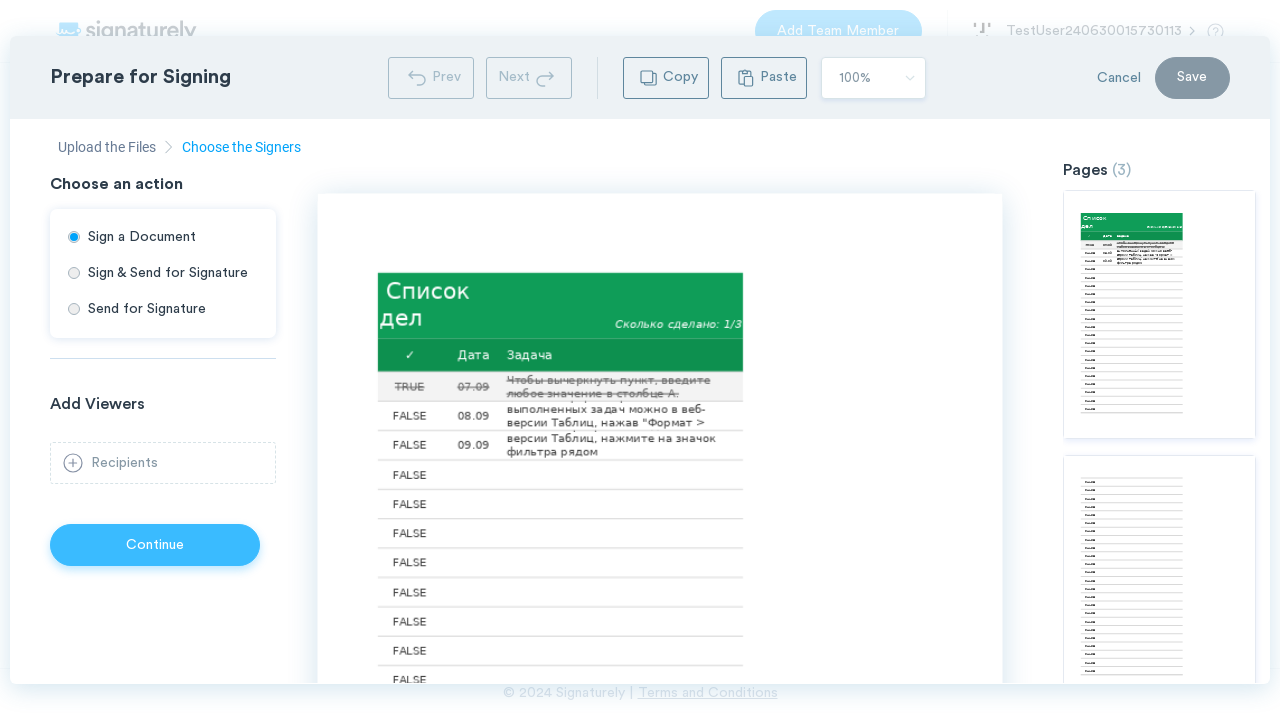 signaturely
Add Team Member
TestUser240630015730113
Prepare for Signing
Prev
Next
Copy
Paste
100%
Cancel
Save
Upload the Files
Choose the Signers
Choose an action
Sign a Document
Sign & Send for Signature
Send for Signature
Add Viewers
Recipients
Continue
Список
дел
Сколько сделано: 1/3
✓ Дата Задача
TRUE 07.09 Чтобы вычеркнуть пункт, введите
любое значение в столбце А.
FALSE 08.09 выполненных задач можно в веб-
версии Таблиц, нажав "Формат >
FALSE 09.09 версии Таблиц, нажмите на значок
фильтра рядом
FALSE
FALSE
FALSE
FALSE
FALSE
FALSE
FALSE
FALSE
Pages (3)
Список
дел
© 2024 Signaturely | Terms and Conditions